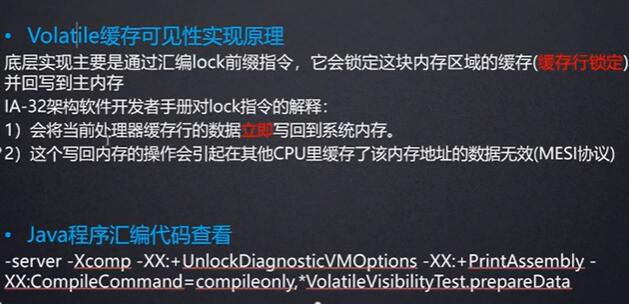 • Volatile缓存可见性实现原理
底层实现主要是通过汇编lock前缀指令，它会锁定这块内存区域的缓存(缓存行锁定)
并回写到主内存
IA-32架构软件开发者手册对lock指令的解释：
1）会将当前处理器缓存行的数据立即写回到系统内存。
2）这个写回内存的操作会引起在其他CPU里缓存了该内存地址的数据无效(MESI协议)
• Java程序汇编代码查看
-server -Xcomp -XX:+UnlockDiagnosticVMOptions -XX:+PrintAssembly -
XX:CompileCommand=compileonly,*VolatileVisibilityTest.prepareData